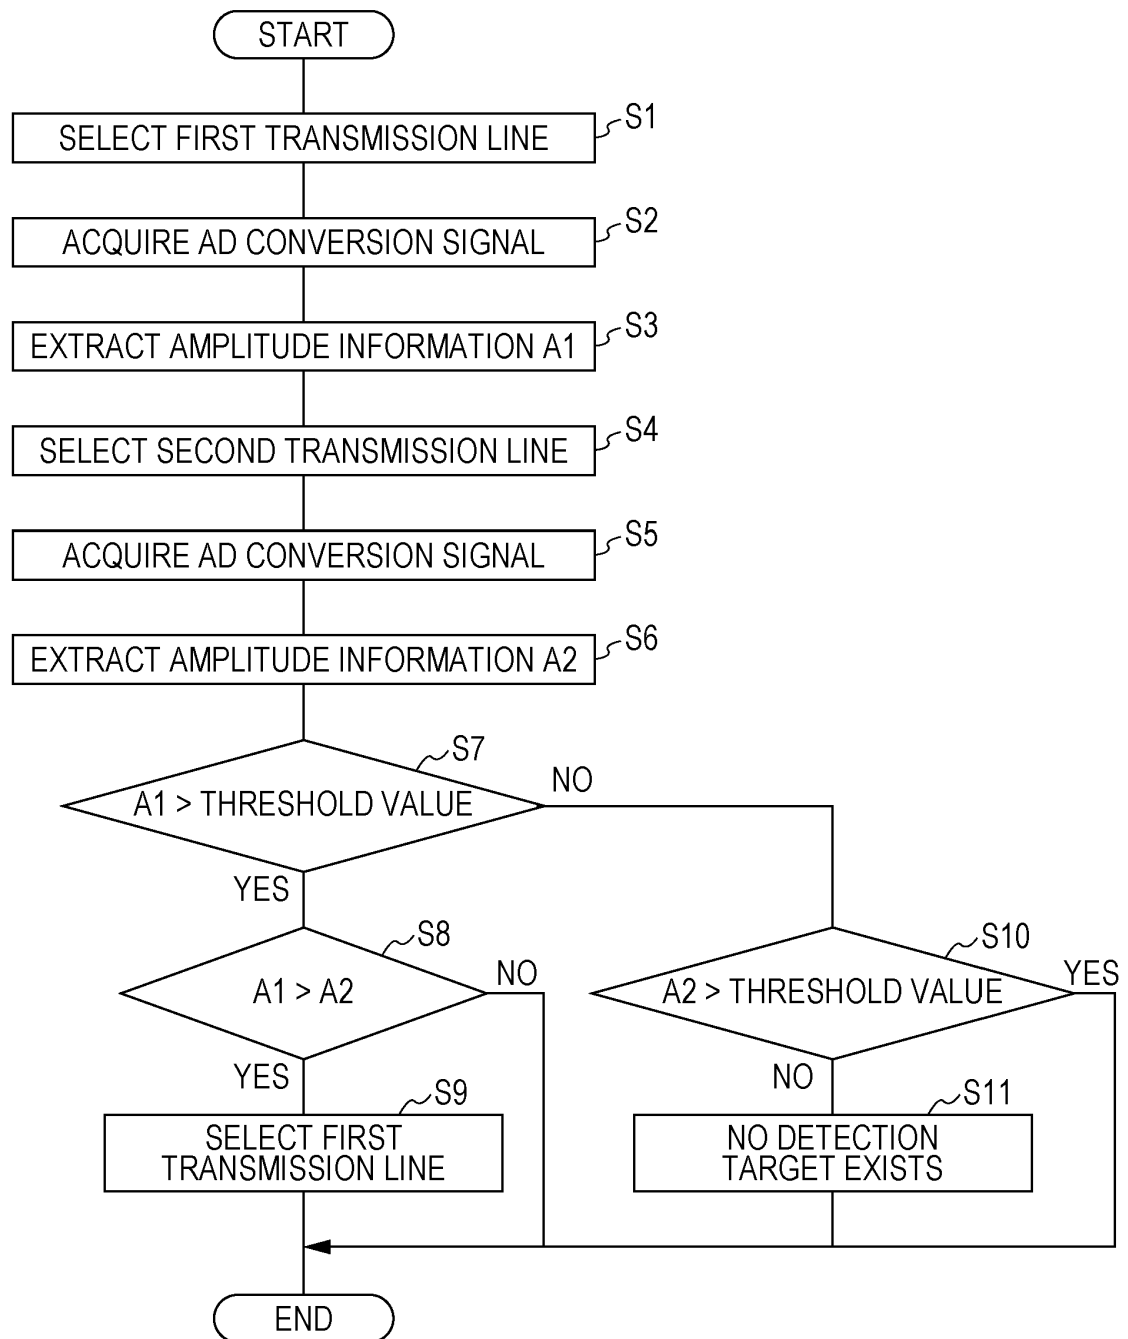 START
SELECT FIRST TRANSMISSION LINE
S1
ACQUIRE AD CONVERSION SIGNAL
S2
EXTRACT AMPLITUDE INFORMATION A1
S3
SELECT SECOND TRANSMISSION LINE
S4
ACQUIRE AD CONVERSION SIGNAL
S5
EXTRACT AMPLITUDE INFORMATION A2
S6
A1 > THRESHOLD VALUE
S7
NO
YES
A1 > A2
S8
NO
YES
A2 > THRESHOLD VALUE
S10
YES
NO
SELECT FIRST
TRANSMISSION LINE
S9
NO DETECTION
TARGET EXISTS
S11
END